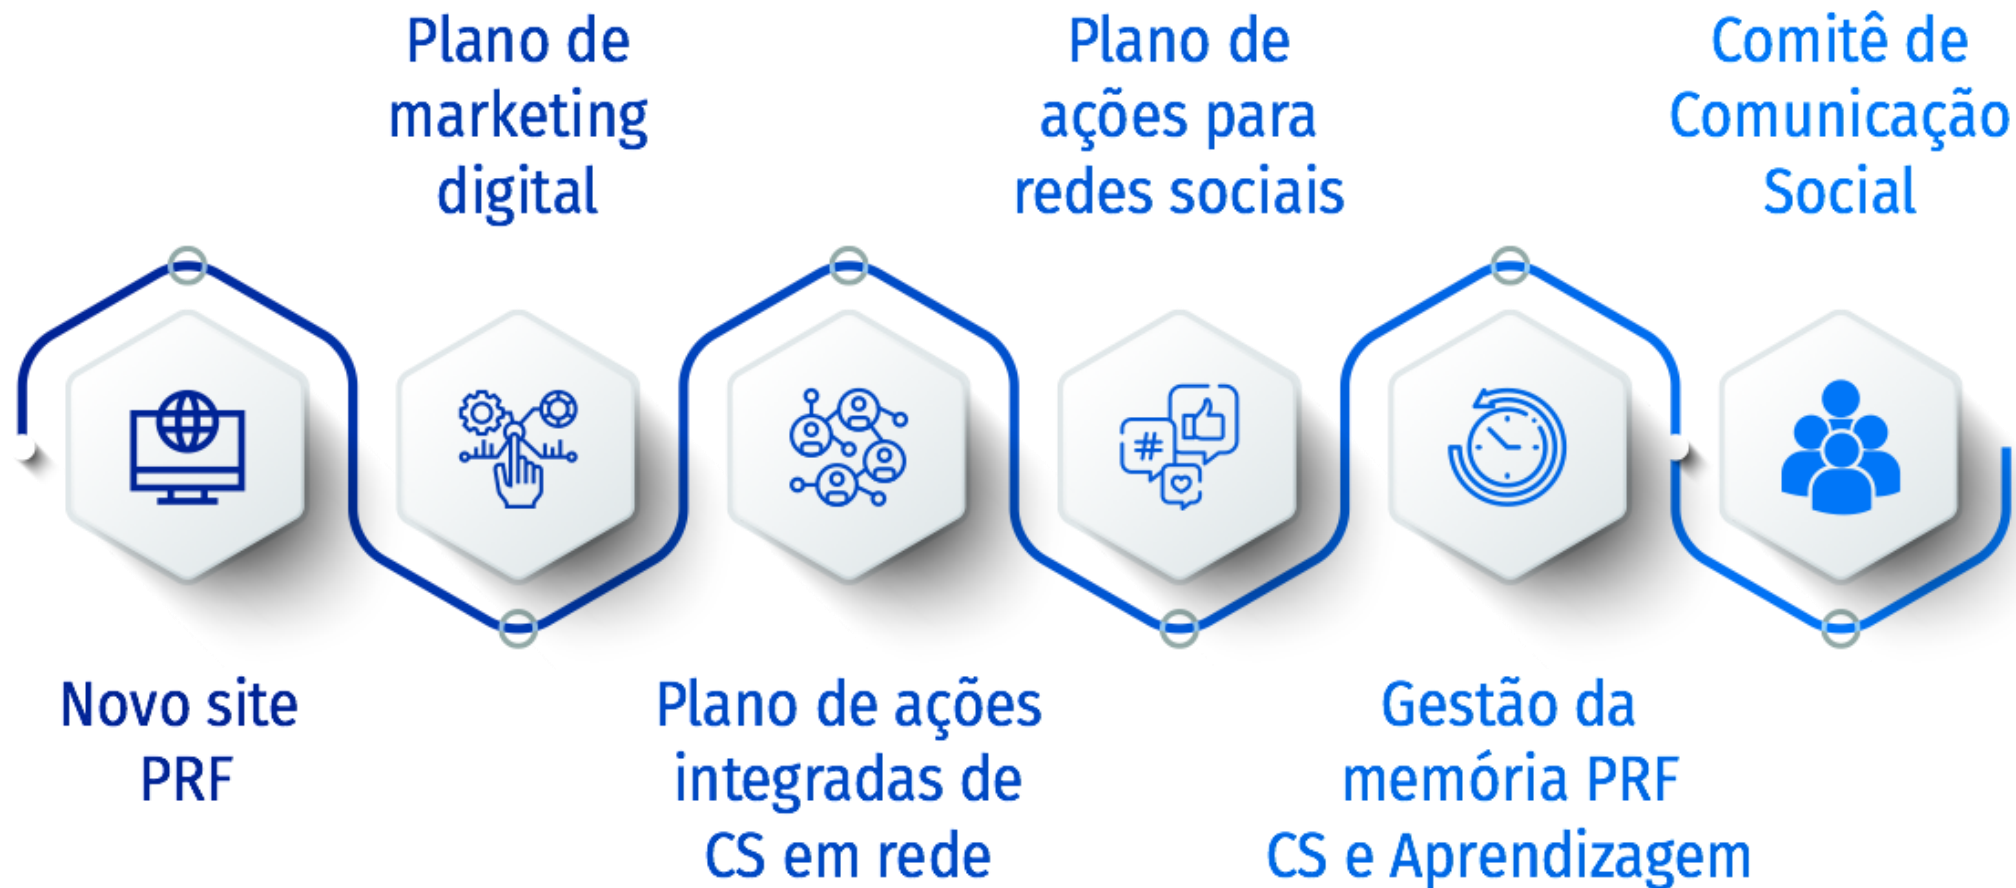 Plano de
marketing
digital
Plano de
ações para
redes sociais
Comitê de
Comunicação
Social
#
Novo site
PRF
Plano de ações
integradas de
CS em rede
Gestão da
memória PRF
CS e Aprendizagem